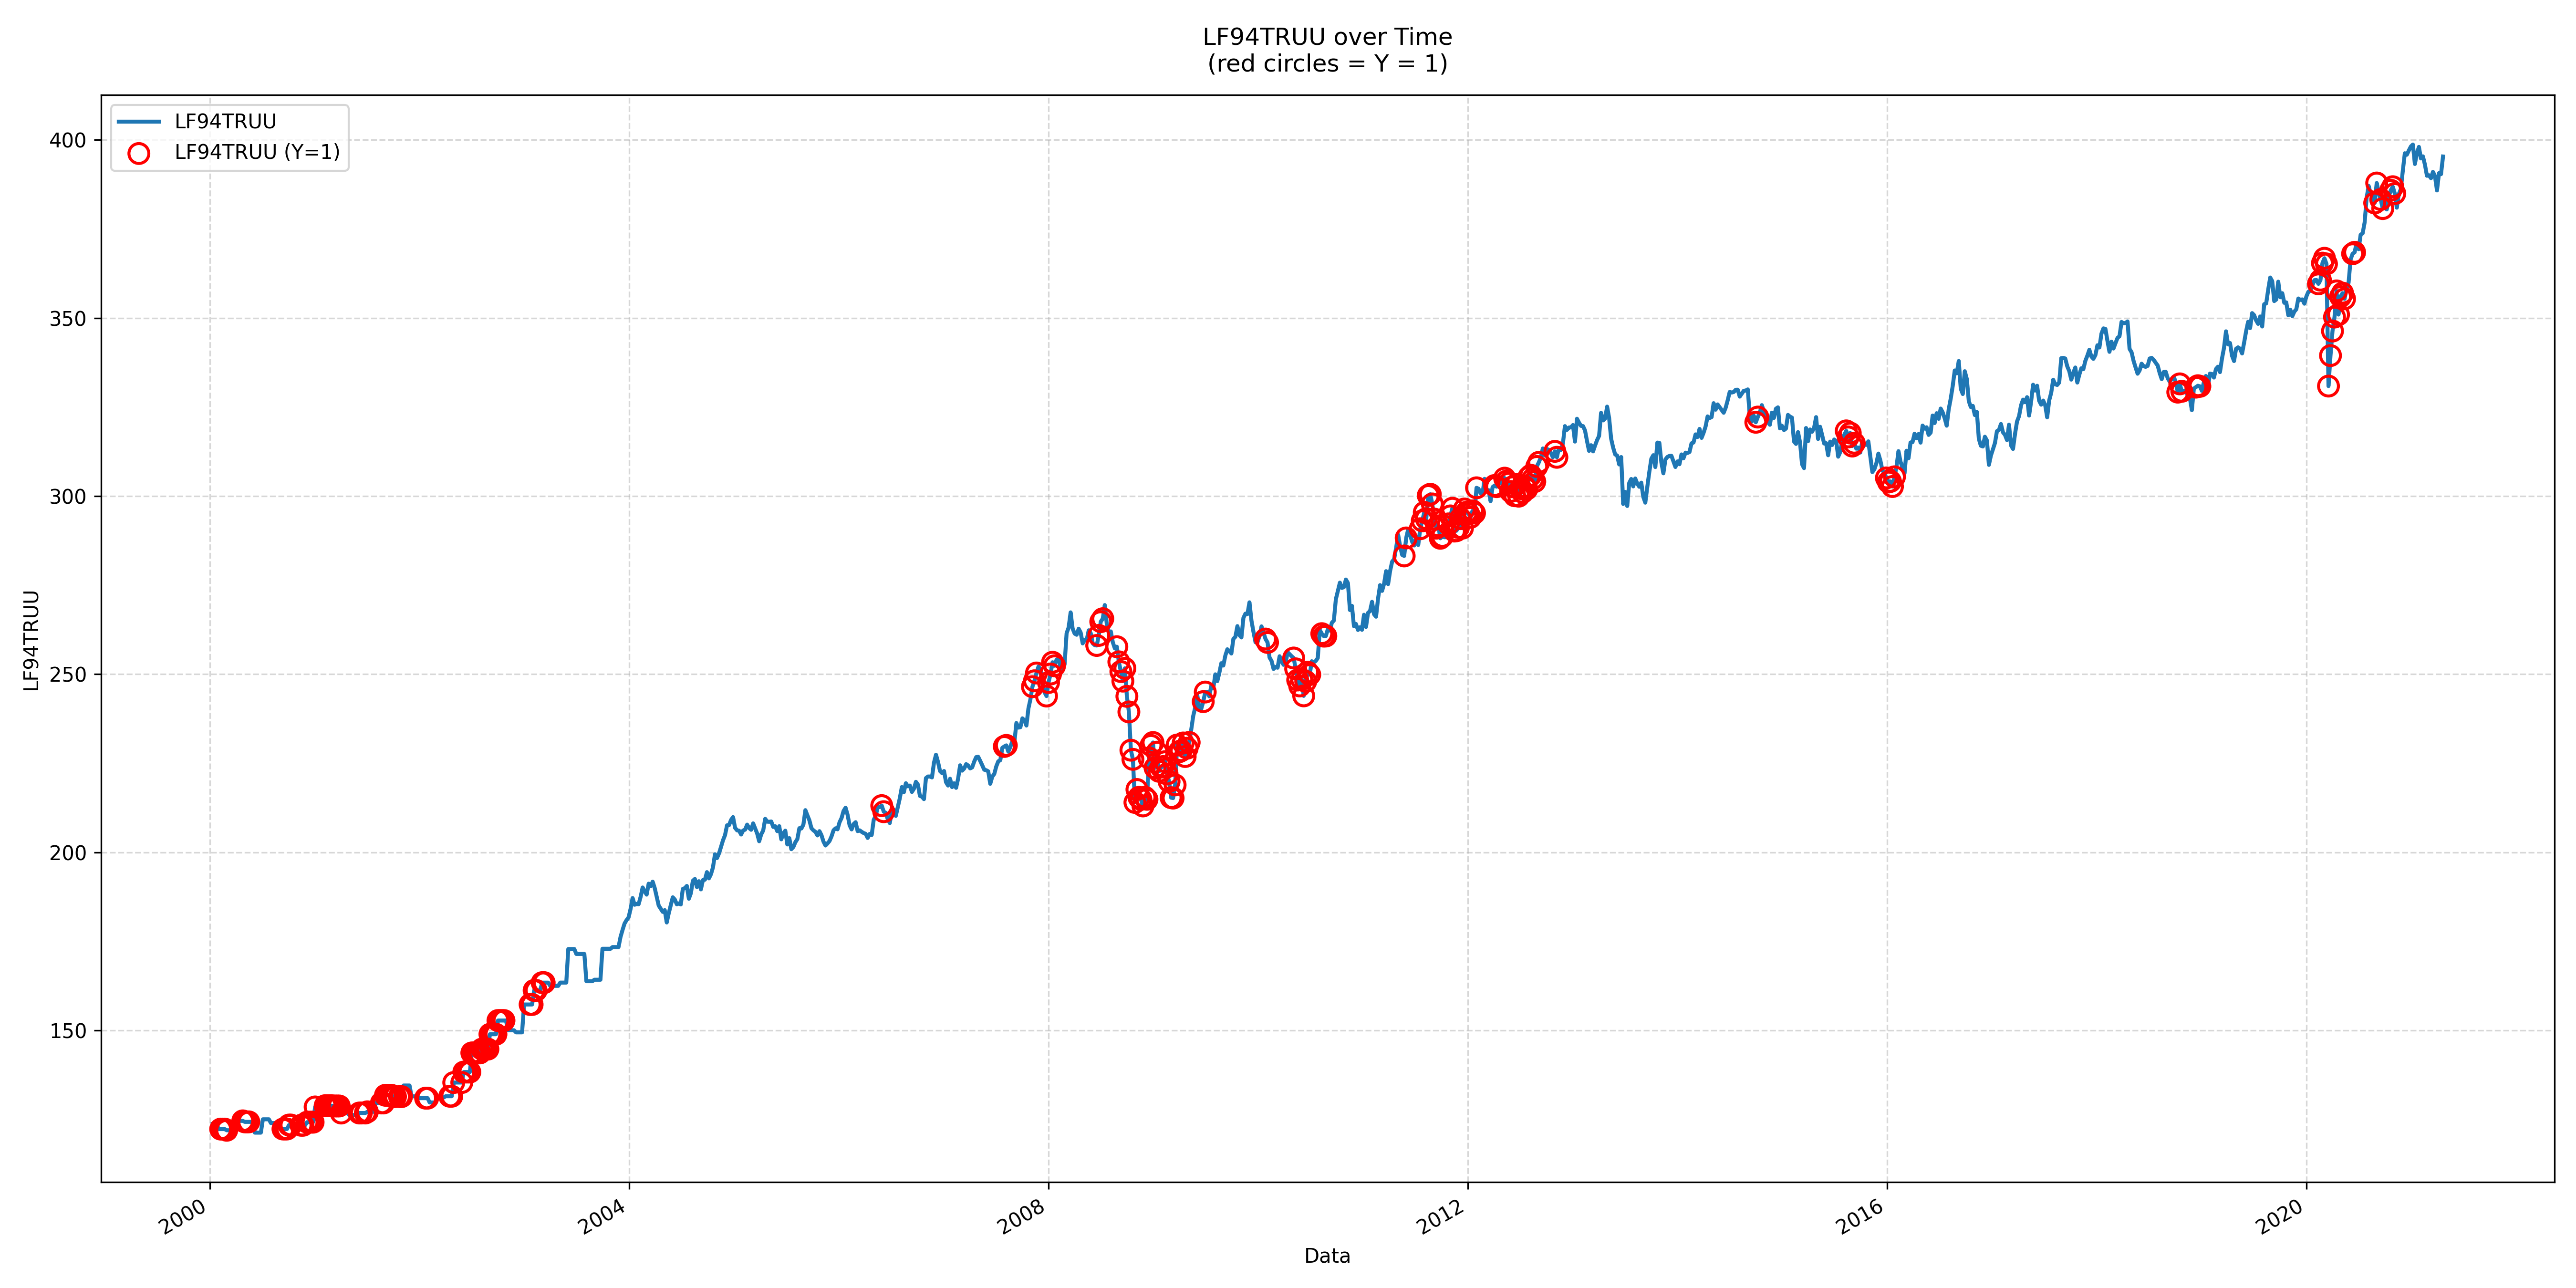 LF94TRUU over Time
(red circles = Y = 1)
LF94TRUU
LF94TRUU (Y=1)
400
350
300
250
200
150
LF94TRUU
2000
2004
2008
2012
2016
2020
Data